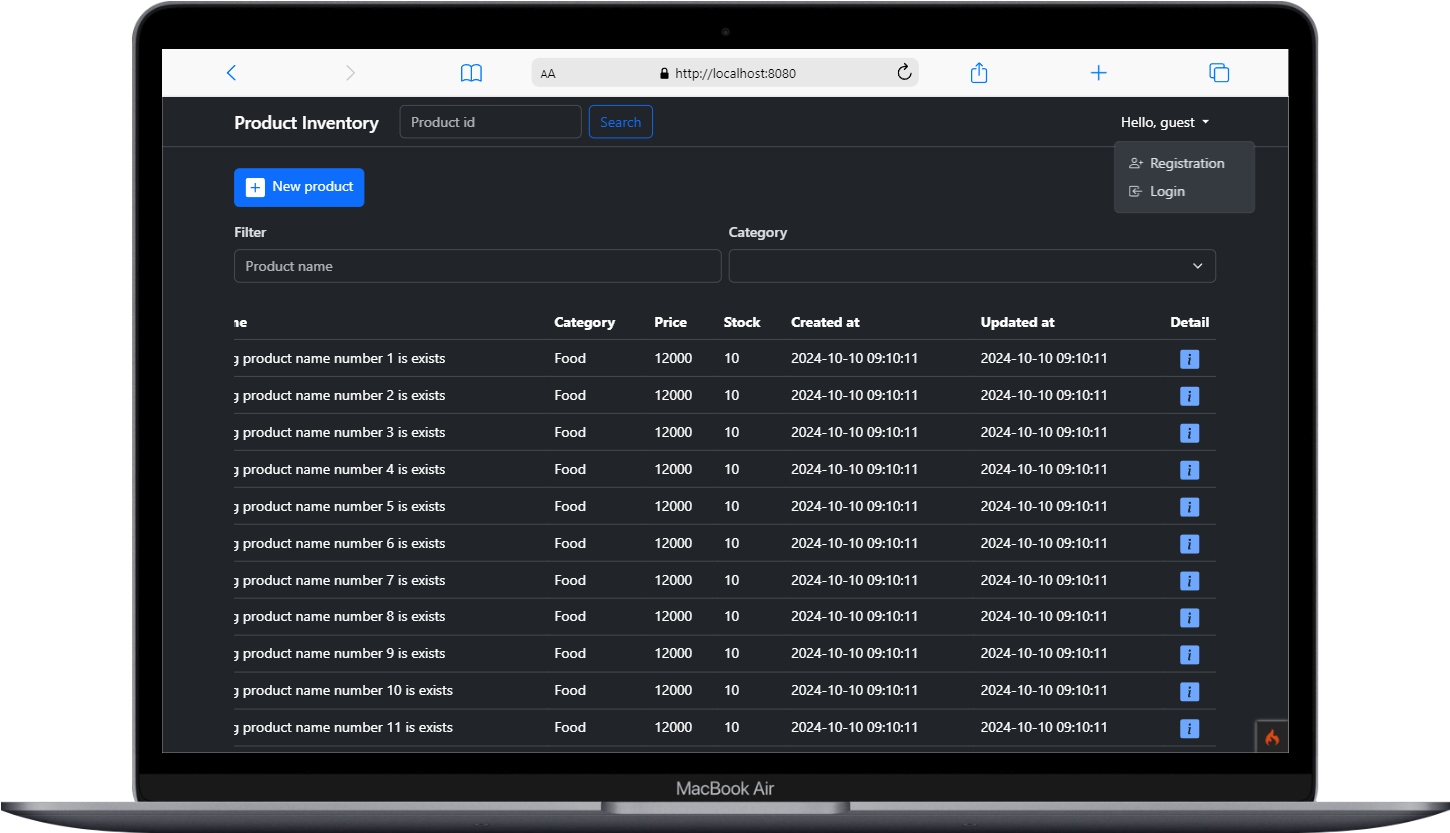 AA http://localhost:8080
Product Inventory Product id Search Hello, guest
Registration
Login
New product
Filter Category
Product name
Category Price Stock Created at Updated at Detail
product name number 1 is exists Food 12000 10 2024-10-10 09:10:11 2024-10-10 09:10:11 i
product name number 2 is exists Food 12000 10 2024-10-10 09:10:11 2024-10-10 09:10:11 i
product name number 3 is exists Food 12000 10 2024-10-10 09:10:11 2024-10-10 09:10:11 i
product name number 4 is exists Food 12000 10 2024-10-10 09:10:11 2024-10-10 09:10:11 i
product name number 5 is exists Food 12000 10 2024-10-10 09:10:11 2024-10-10 09:10:11 i
product name number 6 is exists Food 12000 10 2024-10-10 09:10:11 2024-10-10 09:10:11 i
product name number 7 is exists Food 12000 10 2024-10-10 09:10:11 2024-10-10 09:10:11 i
product name number 8 is exists Food 12000 10 2024-10-10 09:10:11 2024-10-10 09:10:11 i
product name number 9 is exists Food 12000 10 2024-10-10 09:10:11 2024-10-10 09:10:11 i
product name number 10 is exists Food 12000 10 2024-10-10 09:10:11 2024-10-10 09:10:11 i
product name number 11 is exists Food 12000 10 2024-10-10 09:10:11 2024-10-10 09:10:11 i
MacBook Air